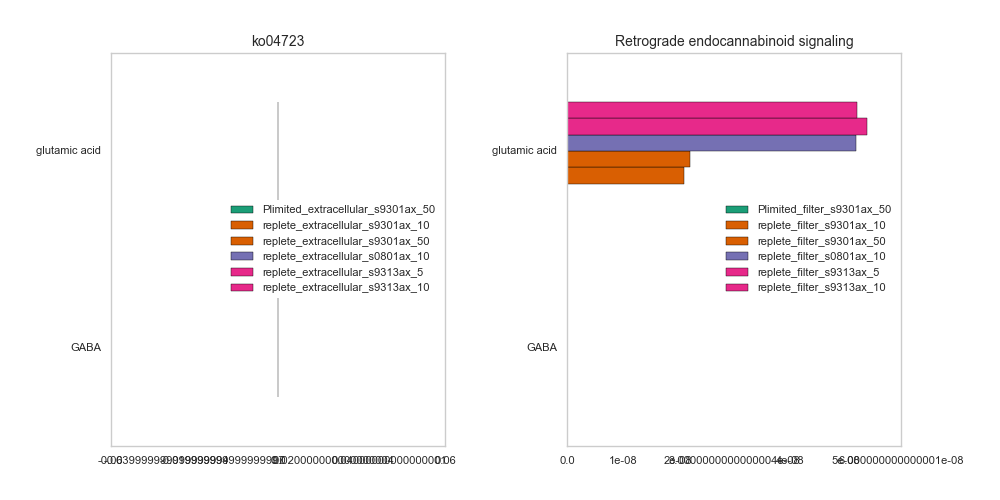 ko04723
Retrograde endocannabinoid signaling
glutamic acid
GABA
Plimited_extracellular_s9301ax_50
replete_extracellular_s9301ax_10
replete_extracellular_s9301ax_50
replete_extracellular_s0801ax_10
replete_extracellular_s9313ax_5
replete_extracellular_s9313ax_10
glutamic acid
GABA
Plimited_filter_s9301ax_50
replete_filter_s9301ax_10
replete_filter_s9301ax_50
replete_filter_s0801ax_10
replete_filter_s9313ax_5
replete_filter_s9313ax_10
0.0
1e-08